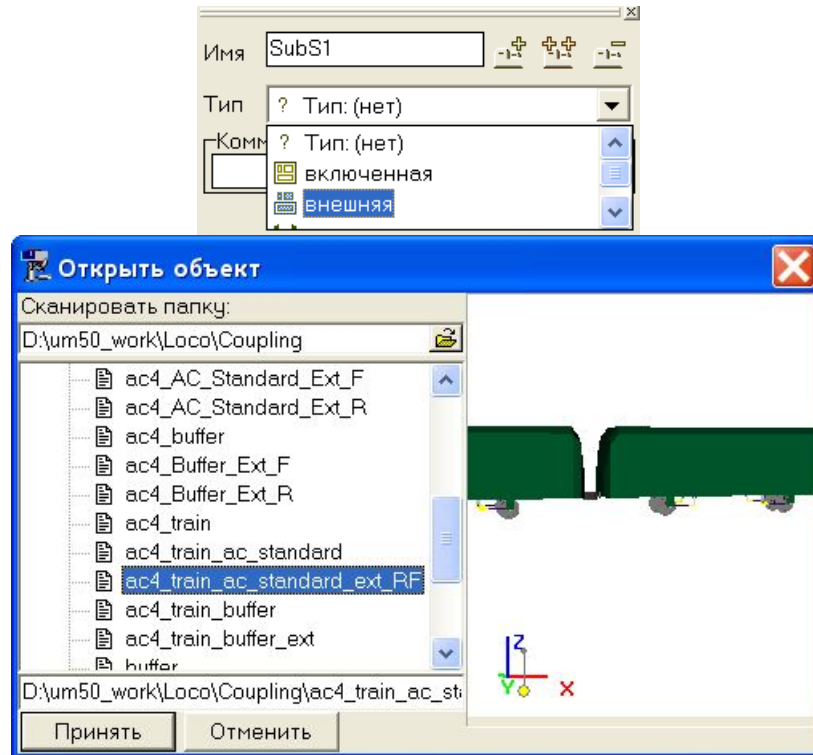 Имя SubS1
Тип ? Тип: (нет)
Комм ? Тип: (нет)
включенная
внешняя
Открыть объект
Сканировать папку:
D:\um50_work\Loco\Coupling
ac4_AC_Standard_Ext_F
ac4_AC_Standard_Ext_R
ac4_buffer
ac4_Buffer_Ext_F
ac4_Buffer_Ext_R
ac4_train
ac4_train_ac_standard
ac4_train_ac_standard_ext_RF
ac4_train_buffer
ac4_train_buffer_ext
buffer
Z
Y X
D:\um50_work\Loco\Coupling\ac4_train_ac_sta
Принять Отменить